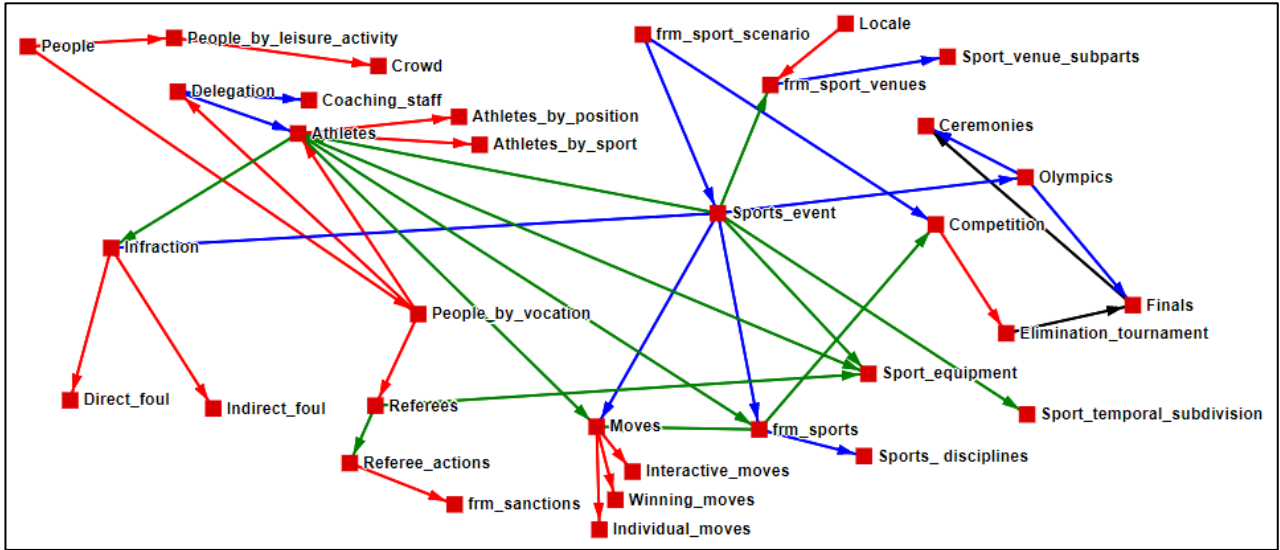 People
People_by_leisure_activity
Crowd
frm_sport_scenario
Locale
Sport_venue_subparts
frm_sport_venues
Delegation
Coaching_staff
Athletes
Athletes_by_position
Athletes_by_sport
Ceremonies
Olympics
Sports_event
Competition
Infraction
People_by_vocation
Finals
Elimination_tournament
Sport_equipment
Direct_foul
Indirect_foul
Referees
Sport_temporal_subdivision
Moves
frm_sports
Sports_ disciplines
Referee_actions
Interactive_moves
frm_sanctions
Winning_moves
Individual_moves